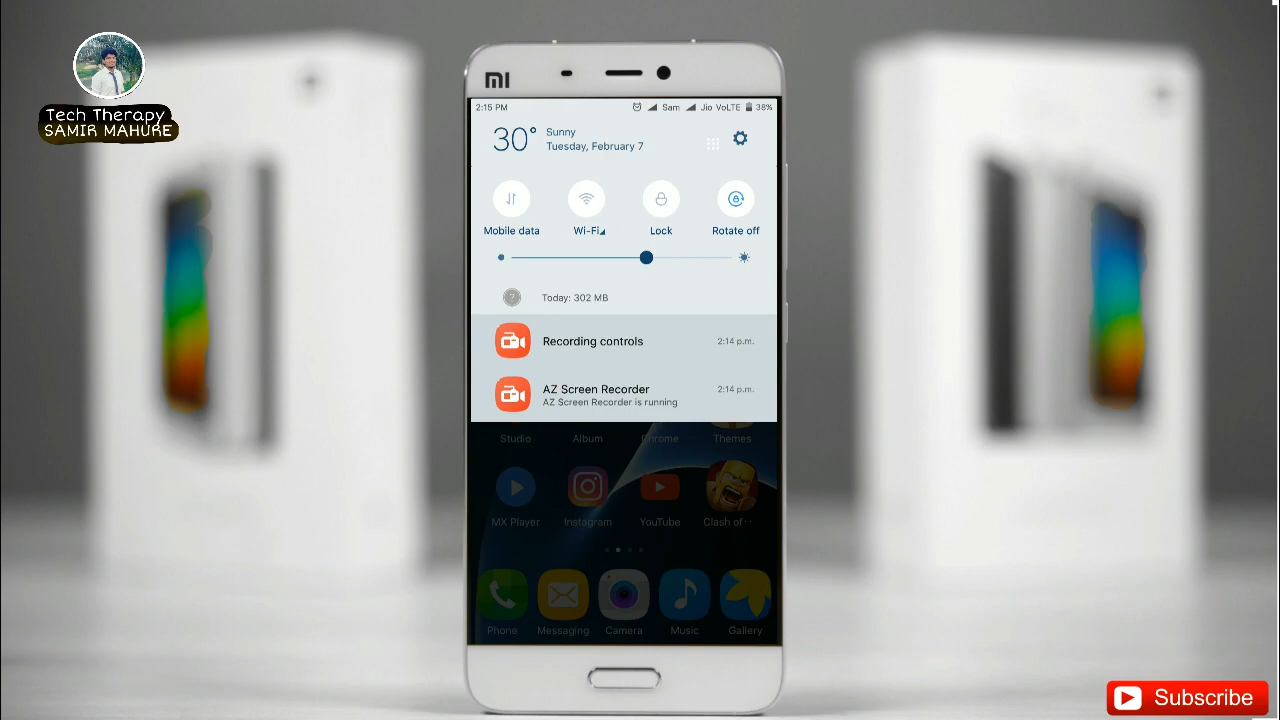 Tech Therapy
SAMIR MAHURE
MI
2:15 PM
Sam
Jio VoLTE
38%
30°
Sunny
Tuesday, February 7
Mobile data
Wi-Fi
Lock
Rotate off
Today: 302 MB
Recording controls
2:14 p.m.
AZ Screen Recorder
2:14 p.m.
AZ Screen Recorder is running
Studio
Album
Chrome
Themes
MX Player
Instagram
YouTube
Clash of··
Phone
Messaging
Camera
Music
Gallery
Subscribe